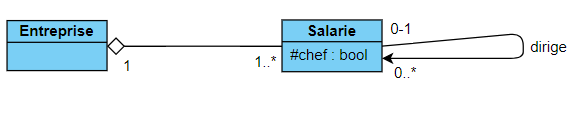 Entreprise
1
1..*
Salarie
#chef : bool
0-1
dirige
0..*